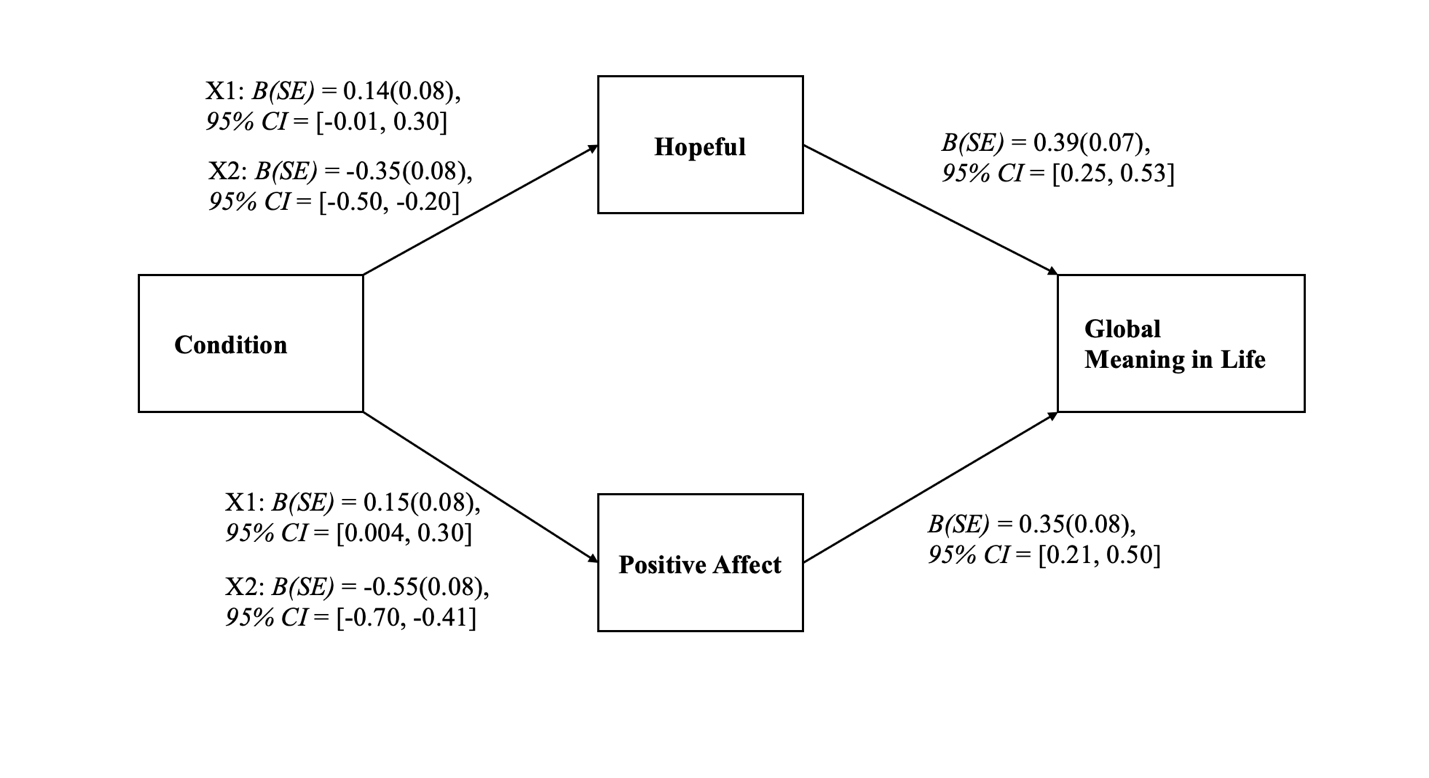 X1: B(SE) = 0.14(0.08),
95% CI = [-0.01, 0.30]
X2: B(SE) = -0.35(0.08),
95% CI = [-0.50, -0.20]
Hopeful
B(SE) = 0.39(0.07),
95% CI = [0.25, 0.53]
Condition
Global
Meaning in Life
X1: B(SE) = 0.15(0.08),
95% CI = [0.004, 0.30]
X2: B(SE) = -0.55(0.08),
95% CI = [-0.70, -0.41]
Positive Affect
B(SE) = 0.35(0.08),
95% CI = [0.21, 0.50]